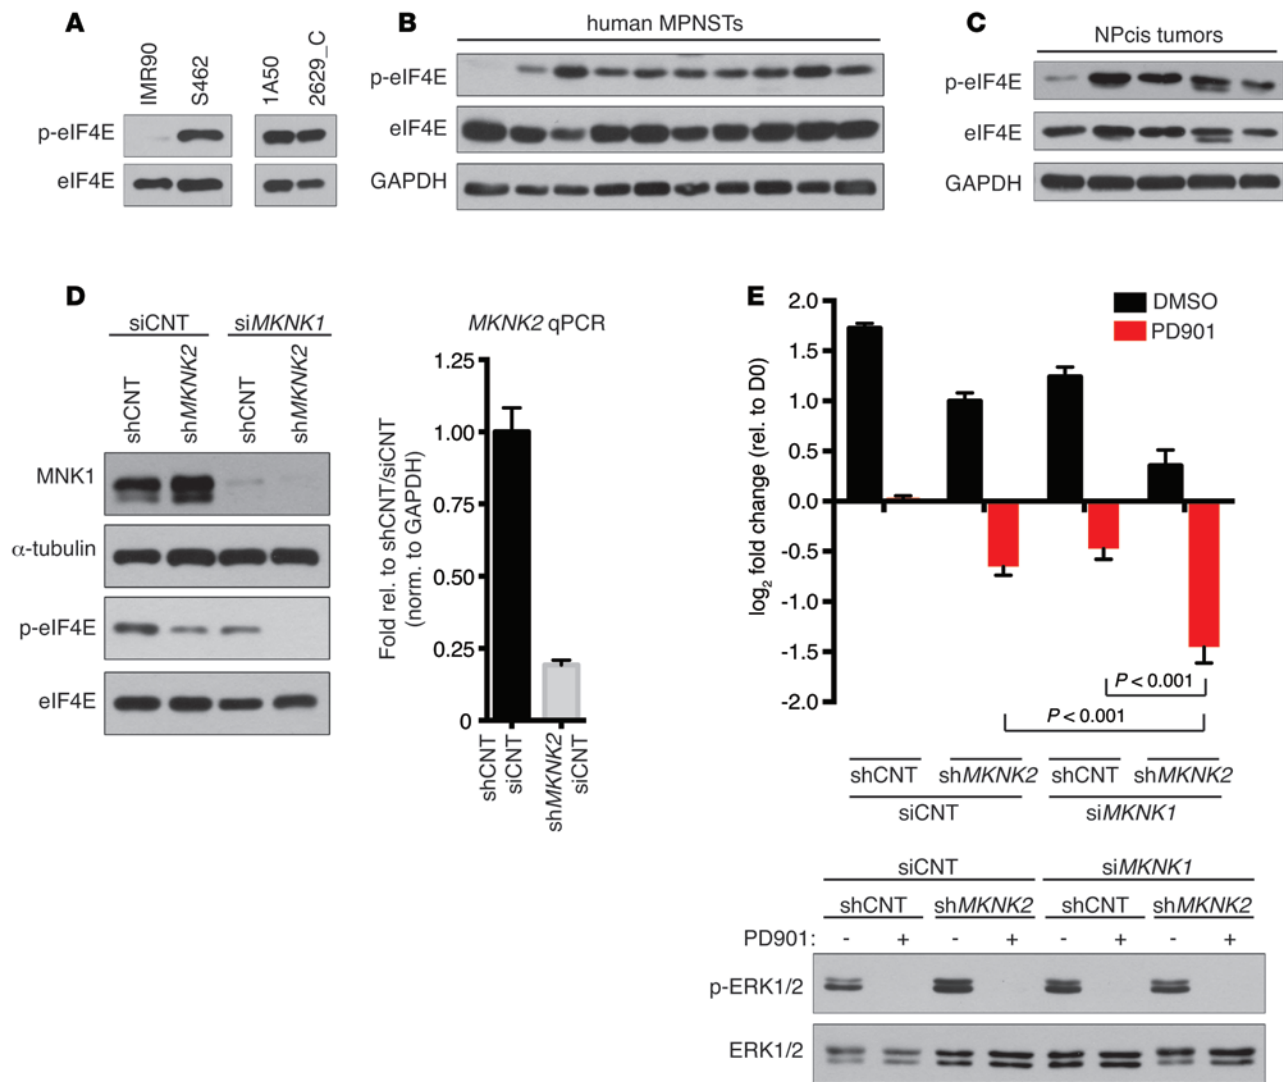 A
IMR90
S462
1A50
2629_C
p-eIF4E
eIF4E
B
human MPNSTs
p-eIF4E
eIF4E
GAPDH
C
NPcis tumors
p-eIF4E
eIF4E
GAPDH
D
siCNT
siMKNK1
shCNT
shMKNK2
shCNT
shMKNK2
MNK1
α-tubulin
p-eIF4E
eIF4E
MKNK2 qPCR
Fold rel. to shCNT/siCNT
(norm. to GAPDH)
1.25
1.00
0.75
0.50
0.25
0
shCNT
siCNT
shMKNK2
siCNT
E
DMSO
PD901
log2 fold change (rel. to D0)
2.0
1.5
1.0
0.5
0.0
-0.5
-1.0
-1.5
-2.0
P < 0.001
P < 0.001
shCNT shMKNK2 shCNT shMKNK2
siCNT siMKNK1
siCNT siMKNK1
shCNT shMKNK2 shCNT shMKNK2
PD901: - + - + - + - +
p-ERK1/2
ERK1/2